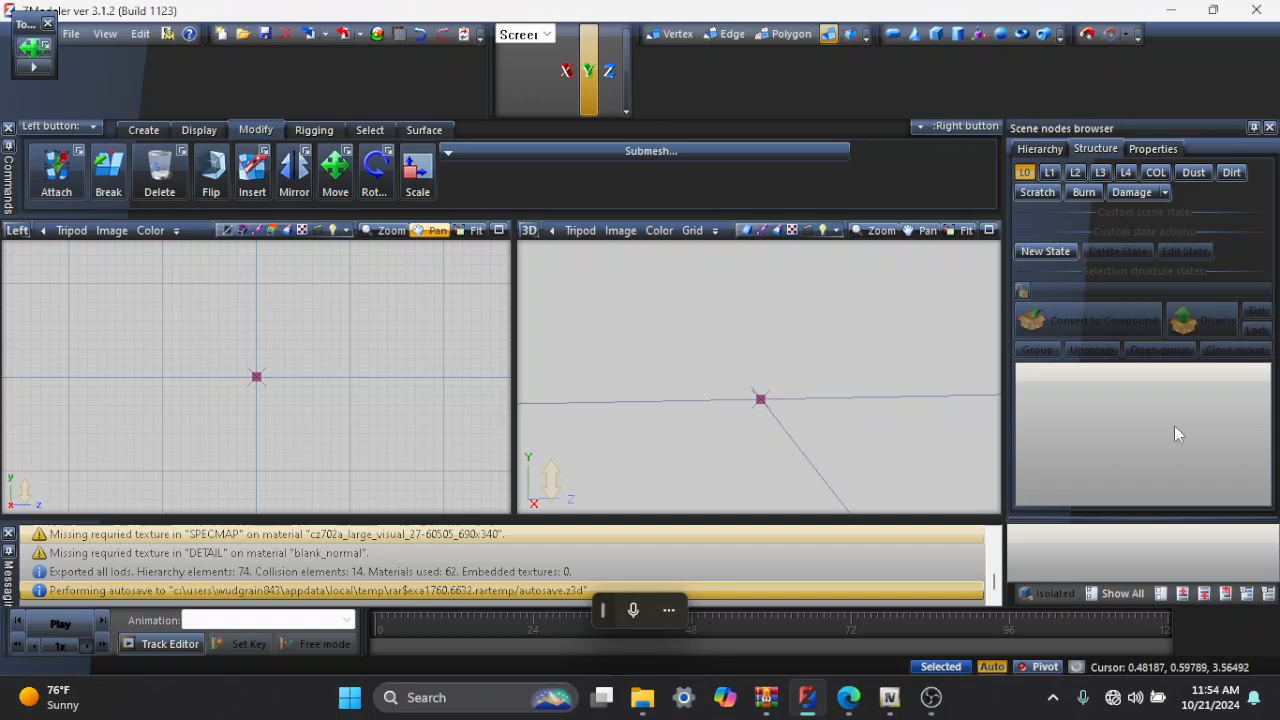 ZModeler ver 3.1.2 (Build 1123)
To...
File View Edit
Screen
X Y Z
Vertex Edge Polygon
Left button:
Create Display Modify Rigging Select Surface
:Right button
Commands
Attach Break Delete Flip Insert Mirror Move Rot... Scale
Submesh...
Left Tripod Image Color Zoom Pan Fit
3D Tripod Image Color Grid Zoom Pan Fit
y
x z
Y
X Z
Scene nodes browser
Hierarchy Structure Properties
L0 L1 L2 L3 L4 COL Dust Dirt
Scratch Burn Damage
Custom scene state:
Custom state actions:
New State Delete State Edit State
Selection structure states:
Convert to Compound Dismiss Del
Lock
Group Ungroup Open group Close group
Isolated Show All
Messages
Missing requried texture in "SPECMAP" on material "cz702a_large_visual_27-60505_690x340".
Missing requried texture in "DETAIL" on material "blank_normal".
Exported all lods. Hierarchy elements: 74. Collision elements: 14. Materials used: 62. Embedded textures: 0.
Performing autosave to "c:\users\wudgrain843\appdata\local\temp\rar$exa1760.6632.rartemp/autosave.z3d"
Play
1x
Animation:
Track Editor Set Key Free mode
0 24 48 72 96 12
Selected Auto Pivot Cursor: 0.48187, 0.59789, 3.56492
76°F
Sunny
Search
11:54 AM
10/21/2024